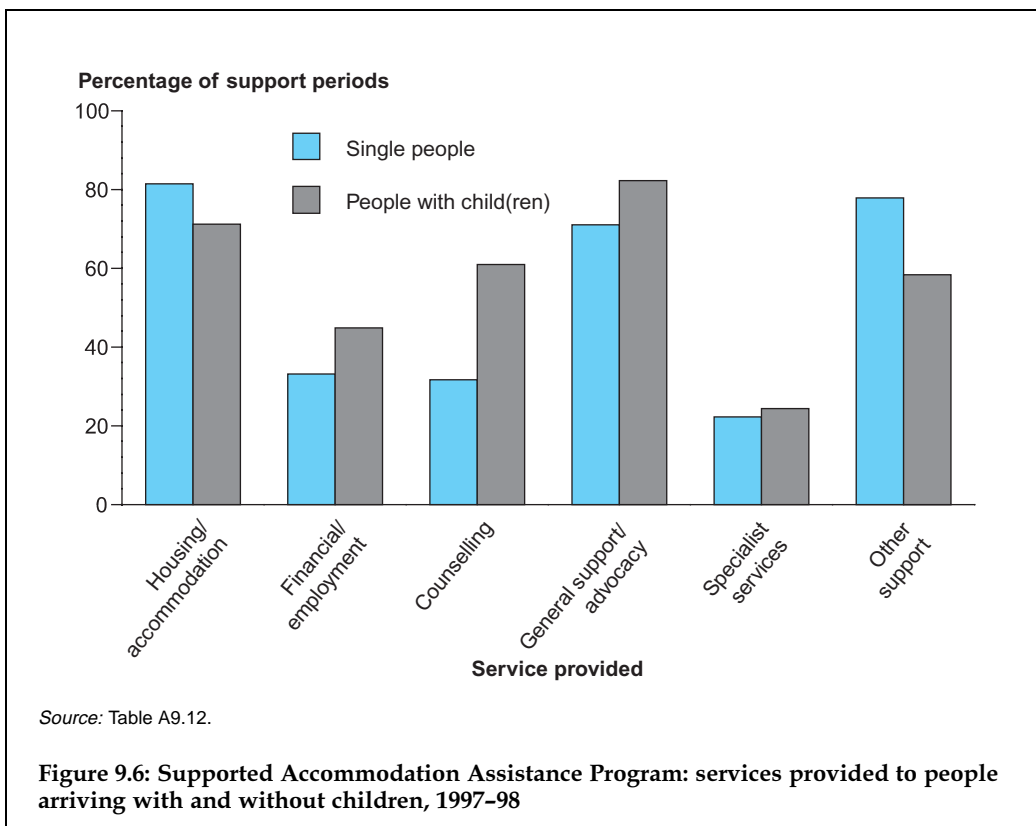 Percentage of support periods
100
80
60
40
20
0
Single people
People with child(ren)
Housing/
accommodation
Financial/
employment
Counselling
General support/
advocacy
Specialist
services
Other
support
Service provided
Source: Table A9.12.
Figure 9.6: Supported Accommodation Assistance Program: services provided to people
arriving with and without children, 1997–98